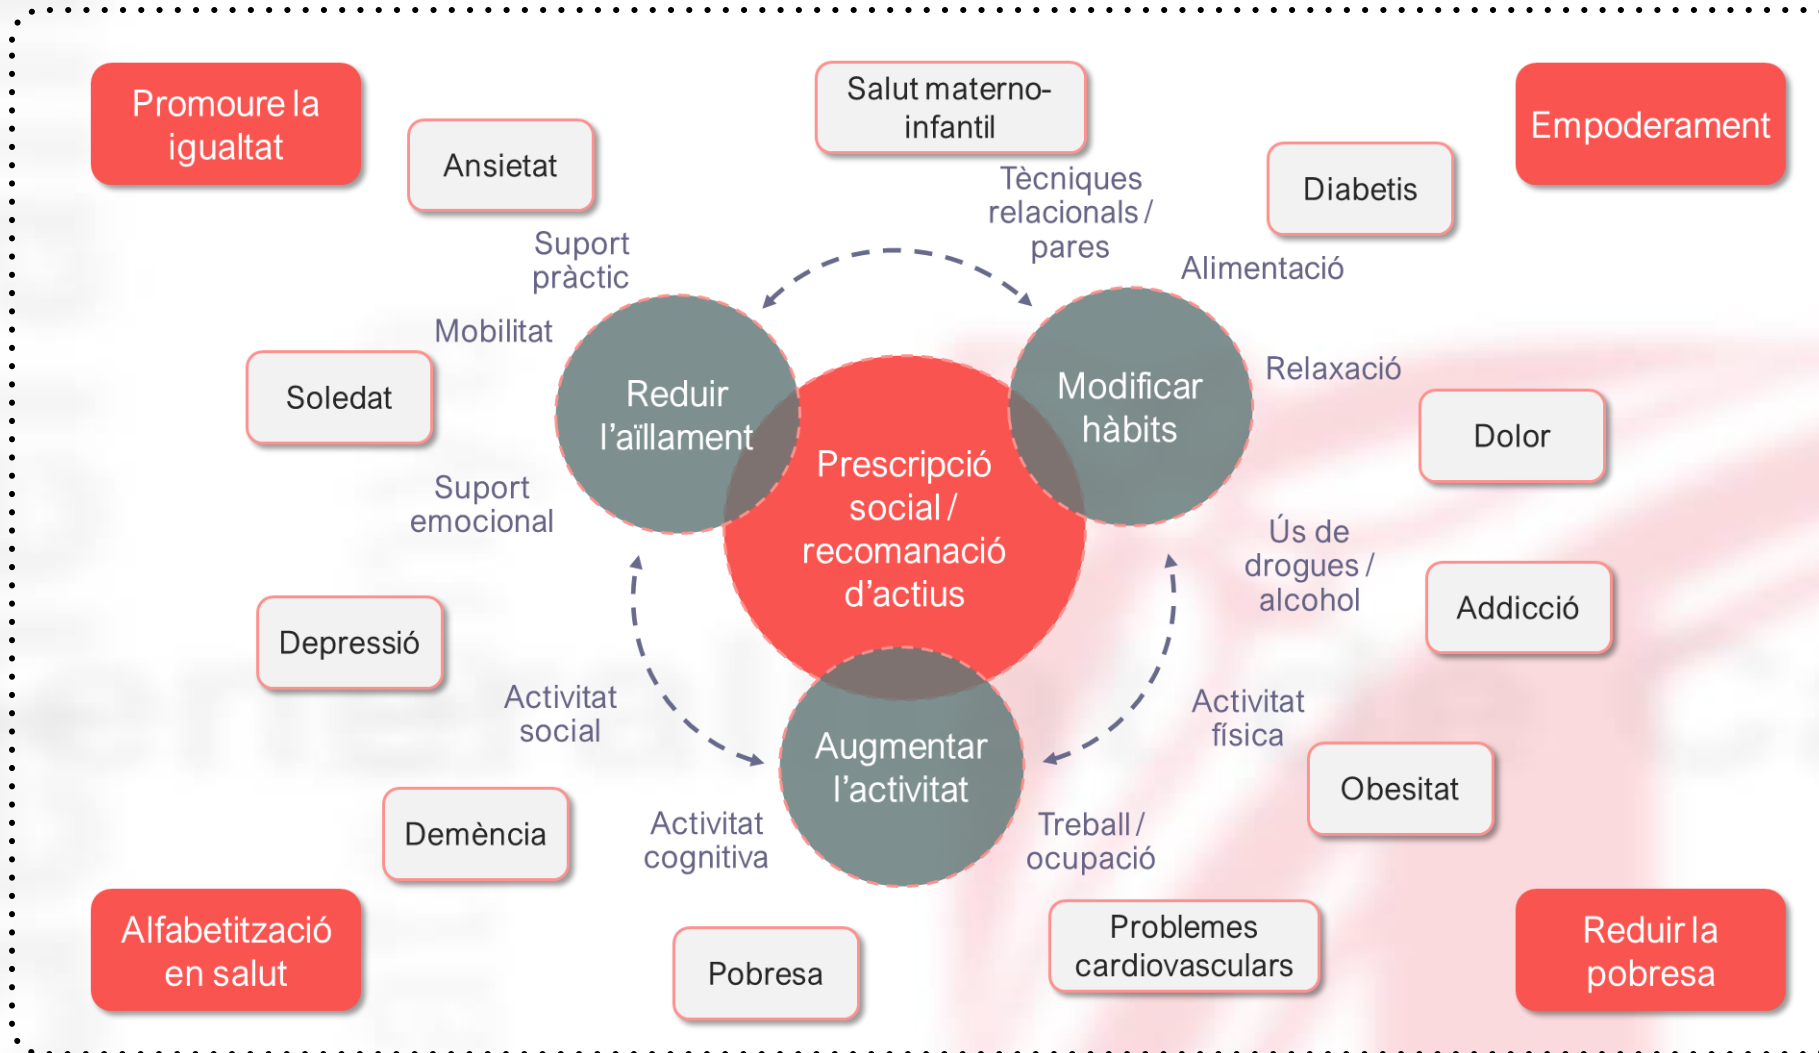 Promoure la
igualtat
Ansietat
Salut materno-
infantil
Empoderament
Diabetis
Tècniques
relacionals /
pares
Suport
pràctic
Alimentació
Mobilitat
Relaxació
Soledat
Reduir
l’aïllament
Modificar
hàbits
Dolor
Prescripció
social /
recomanació
d’actius
Suport
emocional
Ús de
drogues /
alcohol
Addicció
Depressió
Activitat
social
Activitat
física
Augmentar
l’activitat
Obesitat
Demència
Activitat
cognitiva
Treball /
ocupació
Alfabetització
en salut
Pobresa
Problemes
cardiovasculars
Reduir la
pobresa